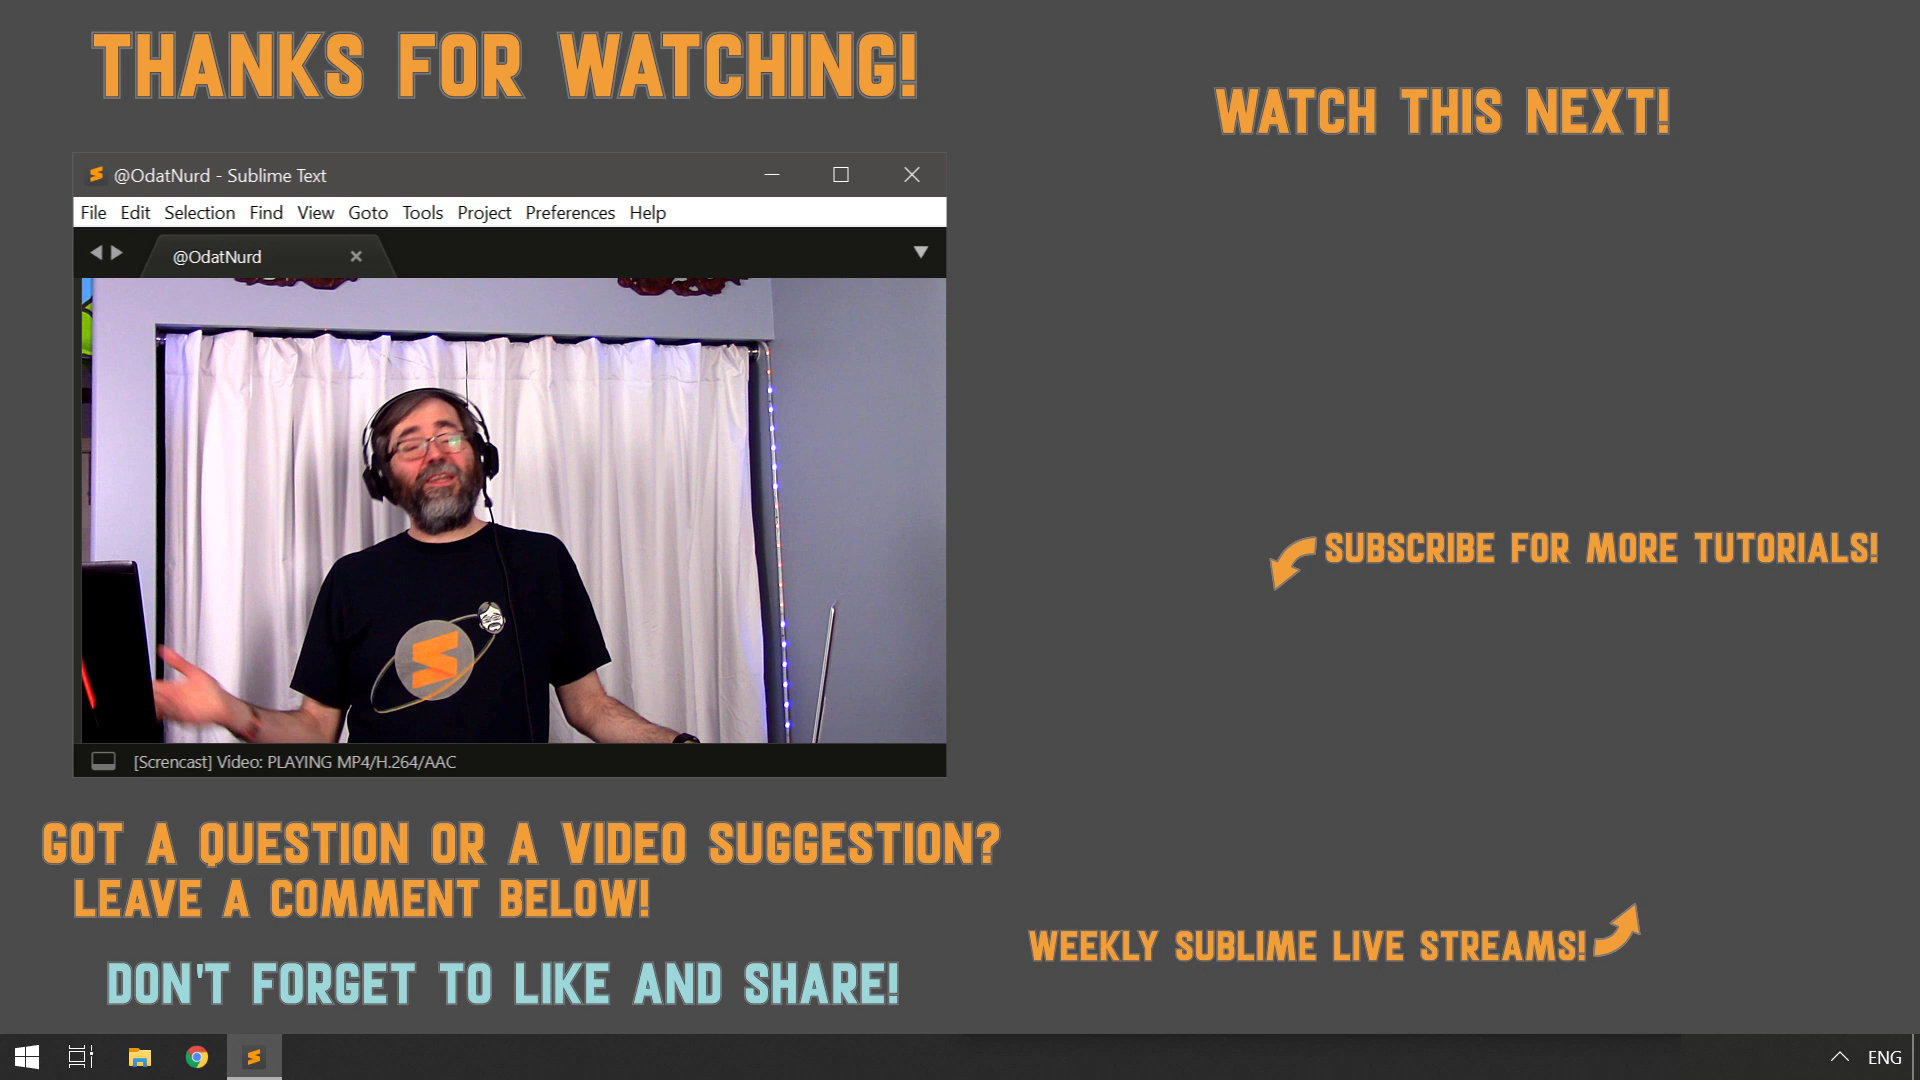 THANKS FOR WATCHING!
WATCH THIS NEXT!
@OdatNurd - Sublime Text
File Edit Selection Find View Goto Tools Project Preferences Help
@OdatNurd
SUBSCRIBE FOR MORE TUTORIALS!
[Screncast] Video: PLAYING MP4/H.264/AAC
GOT A QUESTION OR A VIDEO SUGGESTION?
LEAVE A COMMENT BELOW!
WEEKLY SUBLIME LIVE STREAMS!
DON'T FORGET TO LIKE AND SHARE!
ENG